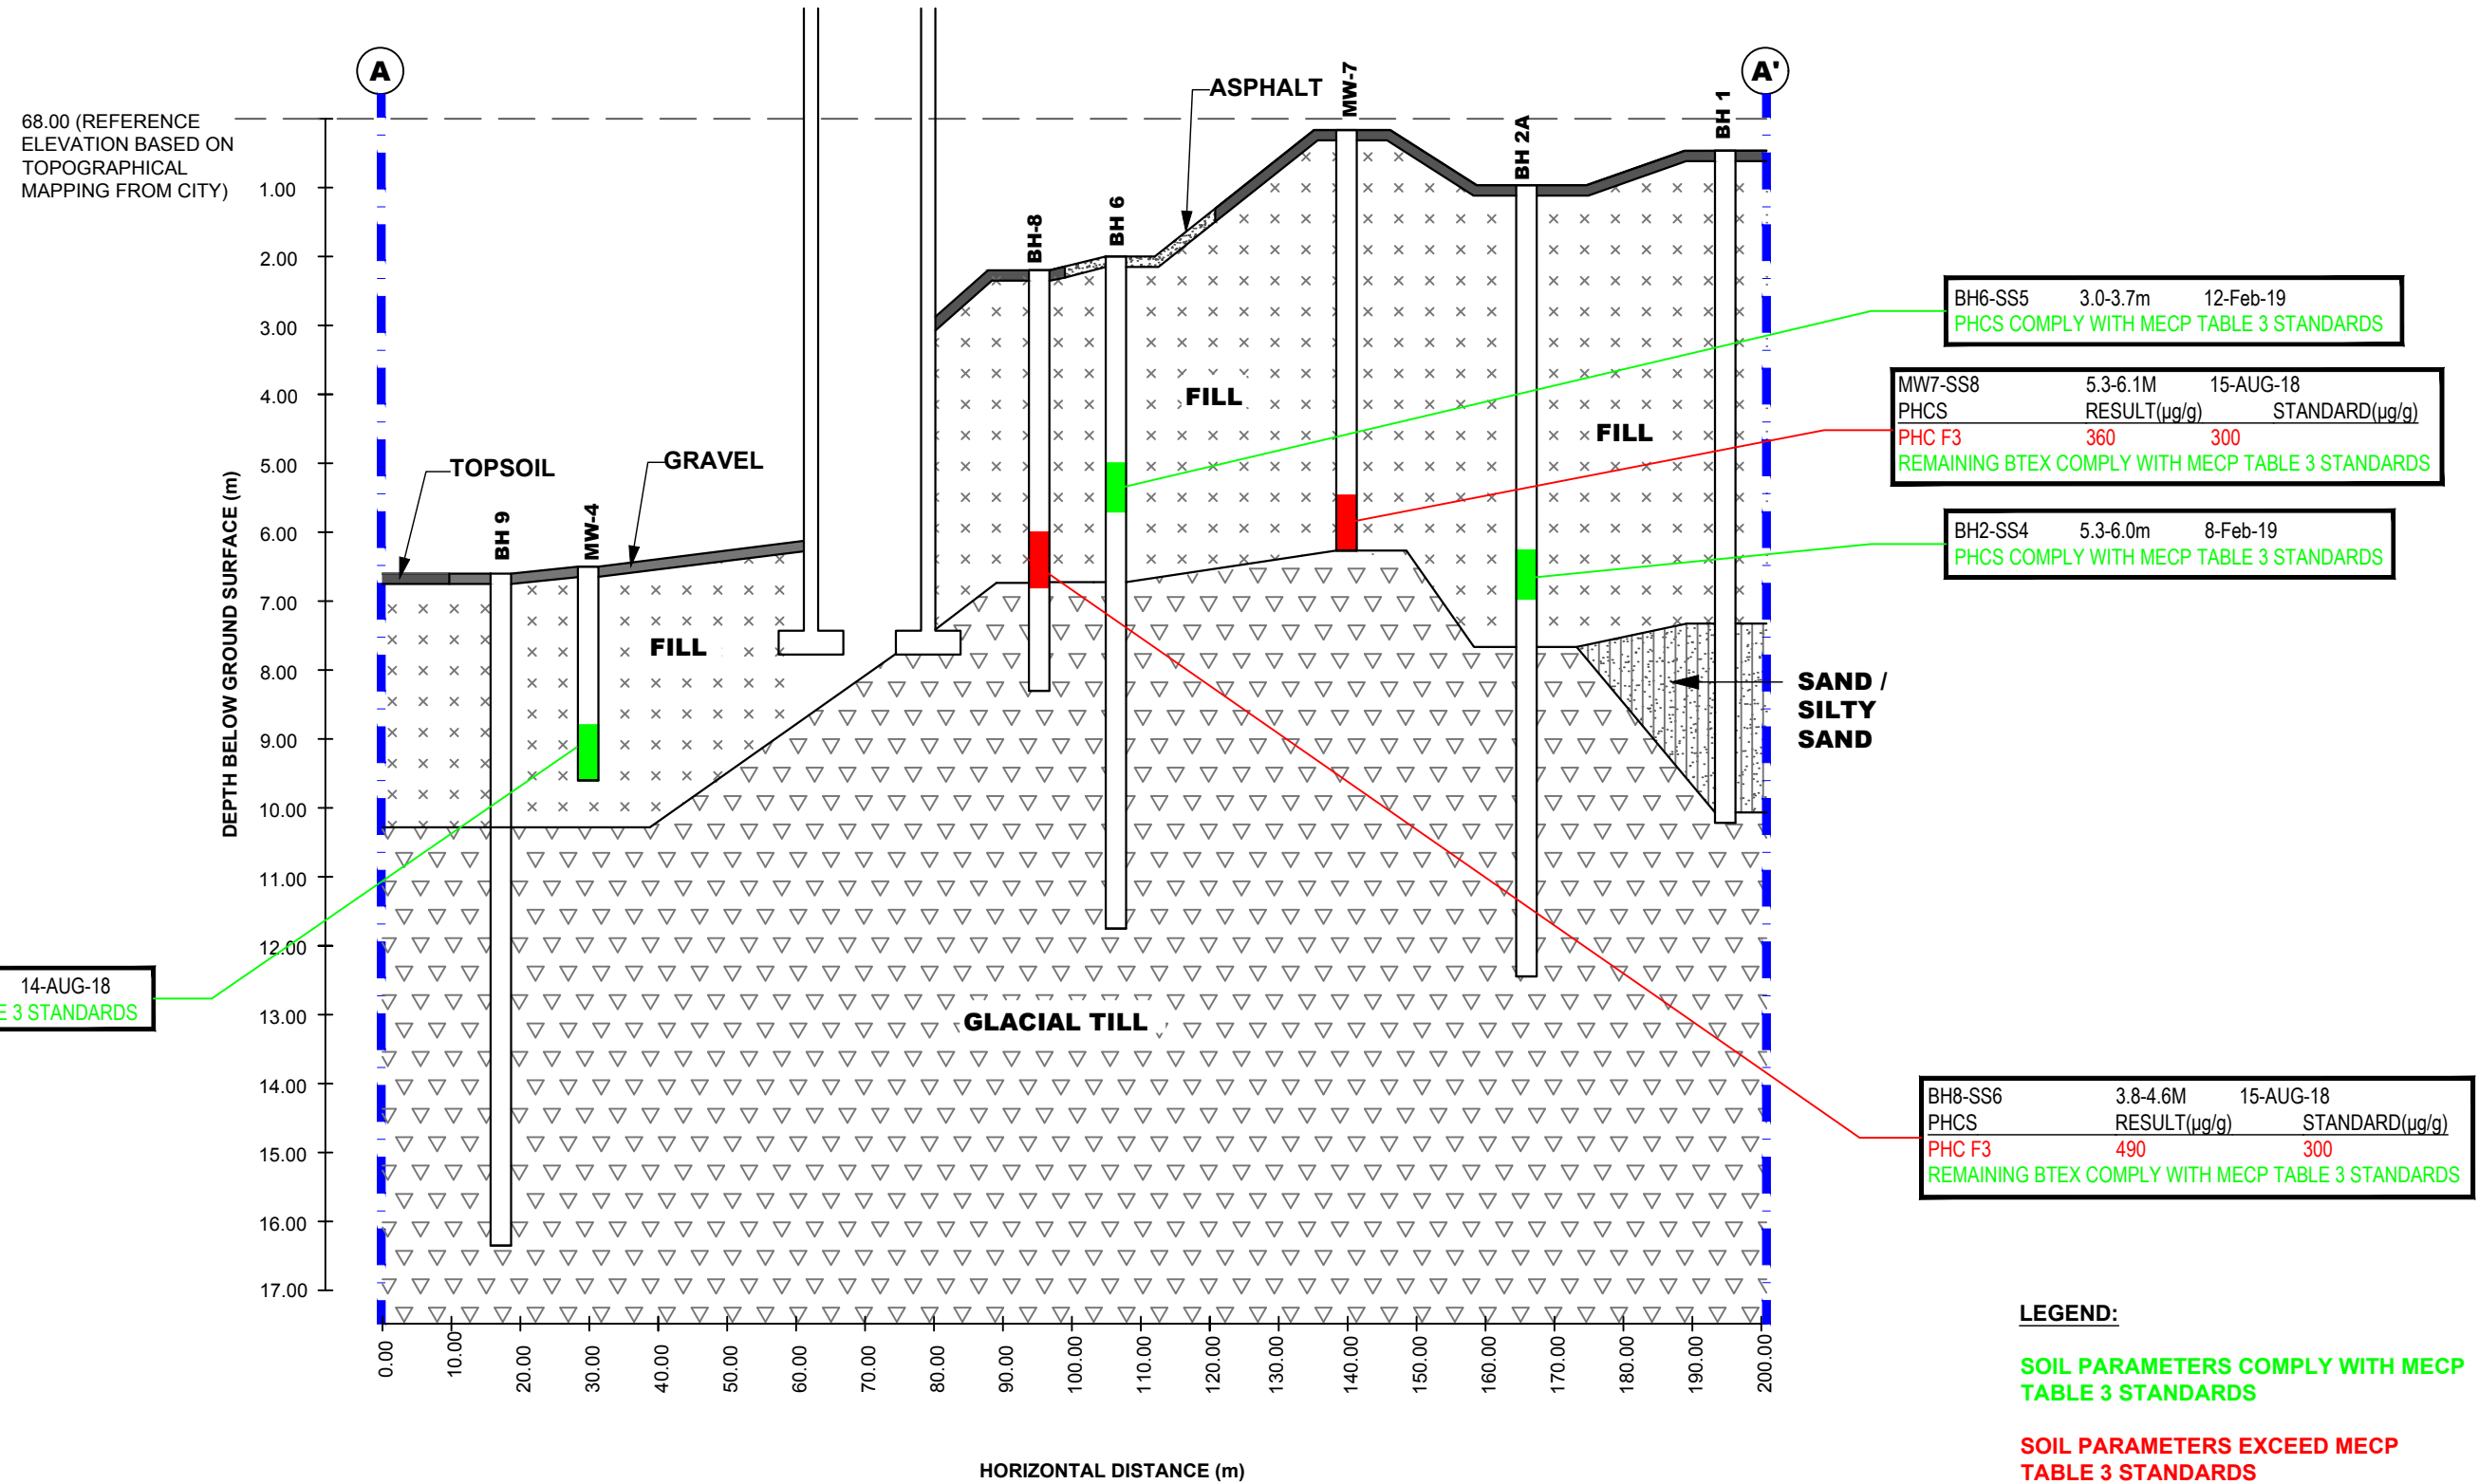 A
A'
68.00 (REFERENCE
ELEVATION BASED ON
TOPOGRAPHICAL
MAPPING FROM CITY)
ASPHALT
MW-7
BH 2A
BH 1
BH-8
BH 6
1.00
2.00
3.00
4.00
5.00
6.00
7.00
8.00
9.00
10.00
11.00
12.00
13.00
14.00
15.00
16.00
17.00
DEPTH BELOW GROUND SURFACE (m)
TOPSOIL
GRAVEL
BH 9
MW-4
FILL
FILL
FILL
SAND /
SILTY
SAND
GLACIAL TILL
BH6-SS5 3.0-3.7m 12-Feb-19
PHCS COMPLY WITH MECP TABLE 3 STANDARDS
MW7-SS8 5.3-6.1M 15-AUG-18
PHCS RESULT(µg/g) STANDARD(µg/g)
PHC F3 360 300
REMAINING BTEX COMPLY WITH MECP TABLE 3 STANDARDS
BH2-SS4 5.3-6.0m 8-Feb-19
PHCS COMPLY WITH MECP TABLE 3 STANDARDS
14-AUG-18
E 3 STANDARDS
BH8-SS6 3.8-4.6M 15-AUG-18
PHCS RESULT(µg/g) STANDARD(µg/g)
PHC F3 490 300
REMAINING BTEX COMPLY WITH MECP TABLE 3 STANDARDS
0.00
10.00
20.00
30.00
40.00
50.00
60.00
70.00
80.00
90.00
100.00
110.00
120.00
130.00
140.00
150.00
160.00
170.00
180.00
190.00
200.00
HORIZONTAL DISTANCE (m)
LEGEND:
SOIL PARAMETERS COMPLY WITH MECP
TABLE 3 STANDARDS
SOIL PARAMETERS EXCEED MECP
TABLE 3 STANDARDS